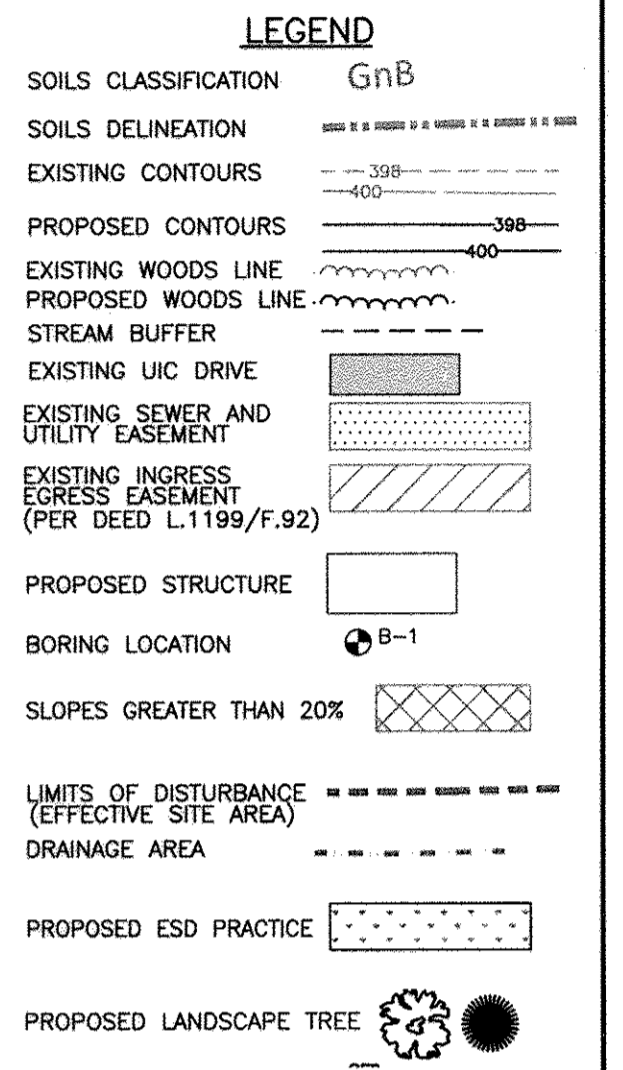 LEGEND
SOILS CLASSIFICATION GnB
SOILS DELINEATION
EXISTING CONTOURS 398
400
PROPOSED CONTOURS 398
400
EXISTING WOODS LINE
PROPOSED WOODS LINE
STREAM BUFFER
EXISTING UIC DRIVE
EXISTING SEWER AND
UTILITY EASEMENT
EXISTING INGRESS
EGRESS EASEMENT
(PER DEED L.1199/F.92)
PROPOSED STRUCTURE
BORING LOCATION B-1
SLOPES GREATER THAN 20%
LIMITS OF DISTURBANCE
(EFFECTIVE SITE AREA)
DRAINAGE AREA
PROPOSED ESD PRACTICE
PROPOSED LANDSCAPE TREE